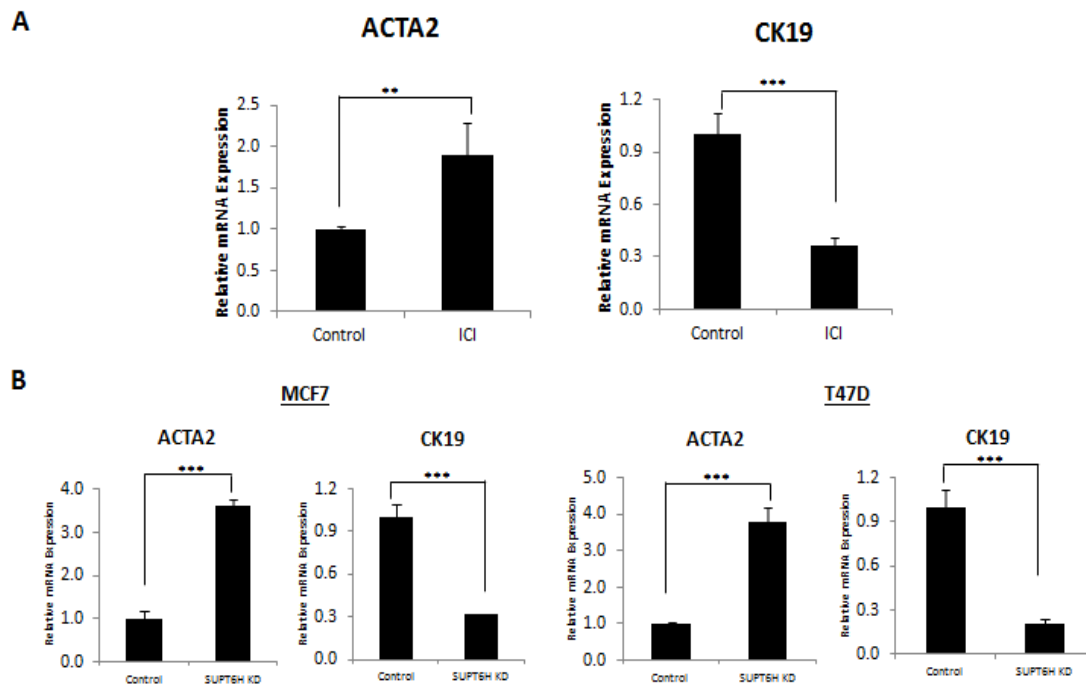 A
ACTA2
**
Relative mRNA Expression
2.5
2.0
1.5
1.0
0.5
0.0
Control
ICI
CK19
***
Relative mRNA Expression
1.2
0.9
0.6
0.3
0.0
Control
ICI
B
MCF7
ACTA2
***
Relative mRNA Expression
4.0
3.0
2.0
1.0
0.0
Control
SUPT6H KD
CK19
***
Relative mRNA Expression
1.2
0.9
0.6
0.3
0.0
Control
SUPT6H KD
T47D
ACTA2
***
Relative mRNA Expression
5.0
4.0
3.0
2.0
1.0
0.0
Control
SUPT6H KD
CK19
***
Relative mRNA Expression
1.2
0.9
0.6
0.3
0.0
Control
SUPT6H KD